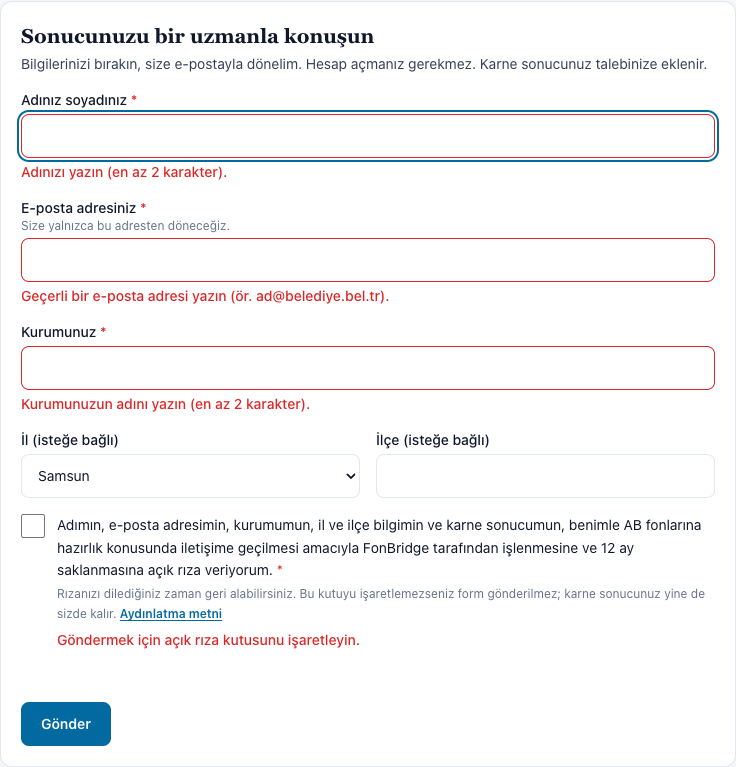 Sonucunuzu bir uzmanla konuşun
Bilgilerinizi bırakın, size e-postayla dönelim. Hesap açmanız gerekmez. Karne sonucunuz talebinize eklenir.
Adınız soyadınız *
Adınızı yazın (en az 2 karakter).
E-posta adresiniz *
Size yalnızca bu adresten döneceğiz.
Geçerli bir e-posta adresi yazın (ör. ad@belediye.bel.tr).
Kurumunuz *
Kurumunuzun adını yazın (en az 2 karakter).
İl (isteğe bağlı)
İlçe (isteğe bağlı)
Samsun
Adımın, e-posta adresimin, kurumumun, il ve ilçe bilgimin ve karne sonucumun, benimle AB fonlarına
hazırlık konusunda iletişime geçilmesi amacıyla FonBridge tarafından işlenmesine ve 12 ay
saklanmasına açık rıza veriyorum. *
Rızanızı dilediğiniz zaman geri alabilirsiniz. Bu kutuyu işaretlemezseniz form gönderilmez; karne sonucunuz yine de
sizde kalır. Aydınlatma metni
Göndermek için açık rıza kutusunu işaretleyin.
Gönder